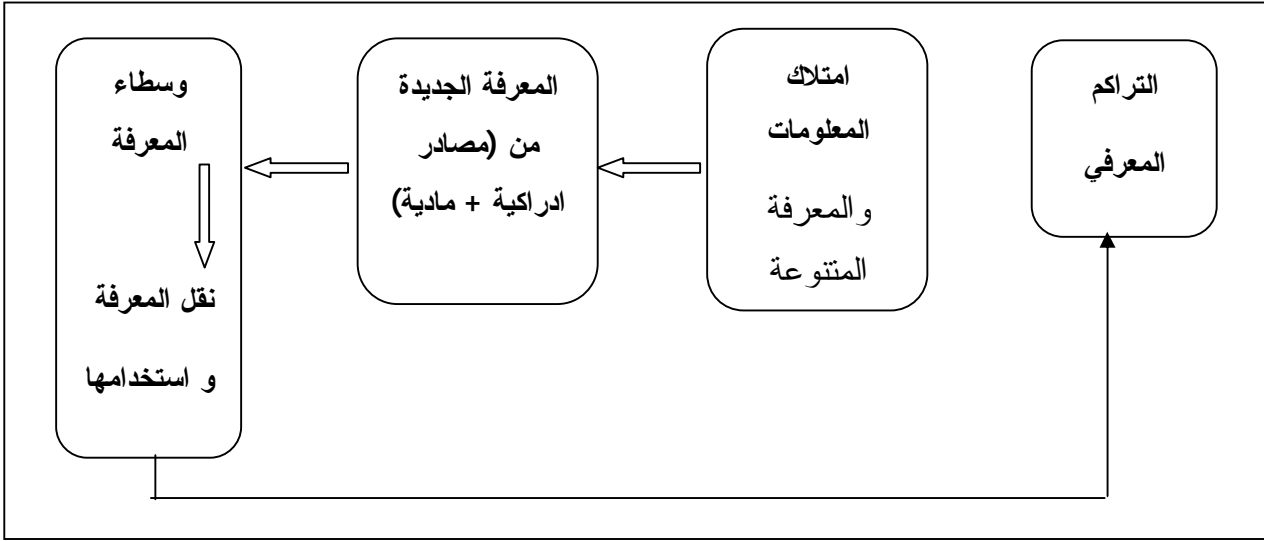 التراكم
المعرفي
امتلاك
المعلومات
والمعرفة
المتنوعة
المعرفة الجديدة
من (مصادر
ادراكية + مادية)
وسطاء
المعرفة
نقل المعرفة
و استخدامها